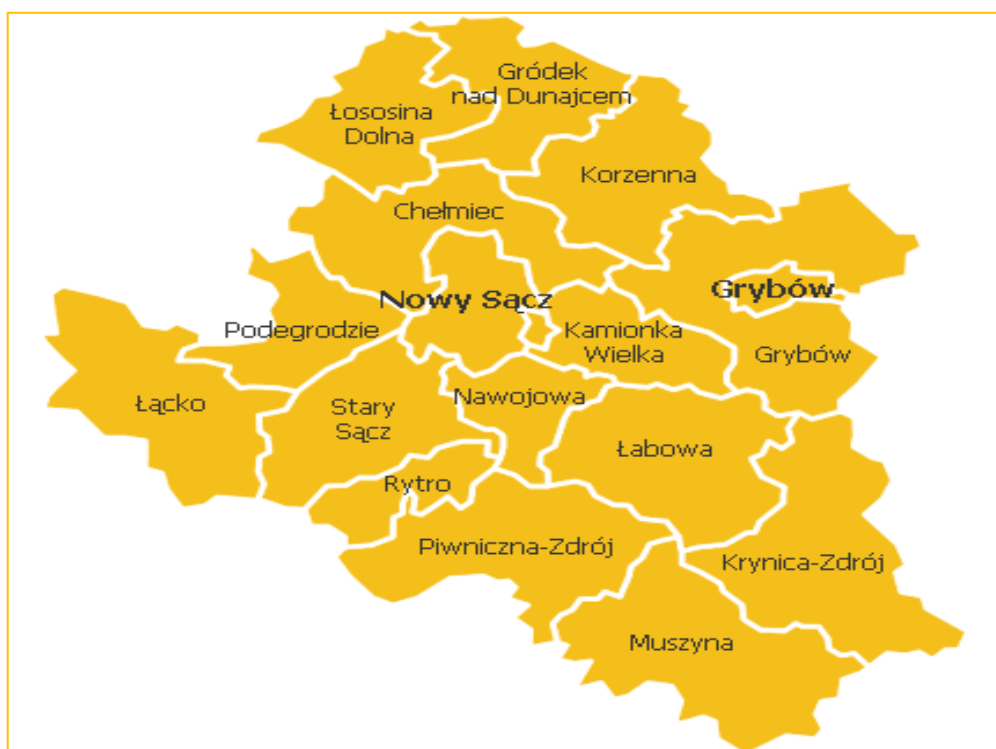 Gródek
nad Dunajcem
Łososina
Dolna
Korzenna
Chełmiec
Nowy Sącz
Grybów
Podegrodzie
Kamionka
Wielka
Grybów
Łącko
Nawojowa
Stary
Sącz
Łabowa
Rytro
Piwniczna-Zdrój
Krynica-Zdrój
Muszyna